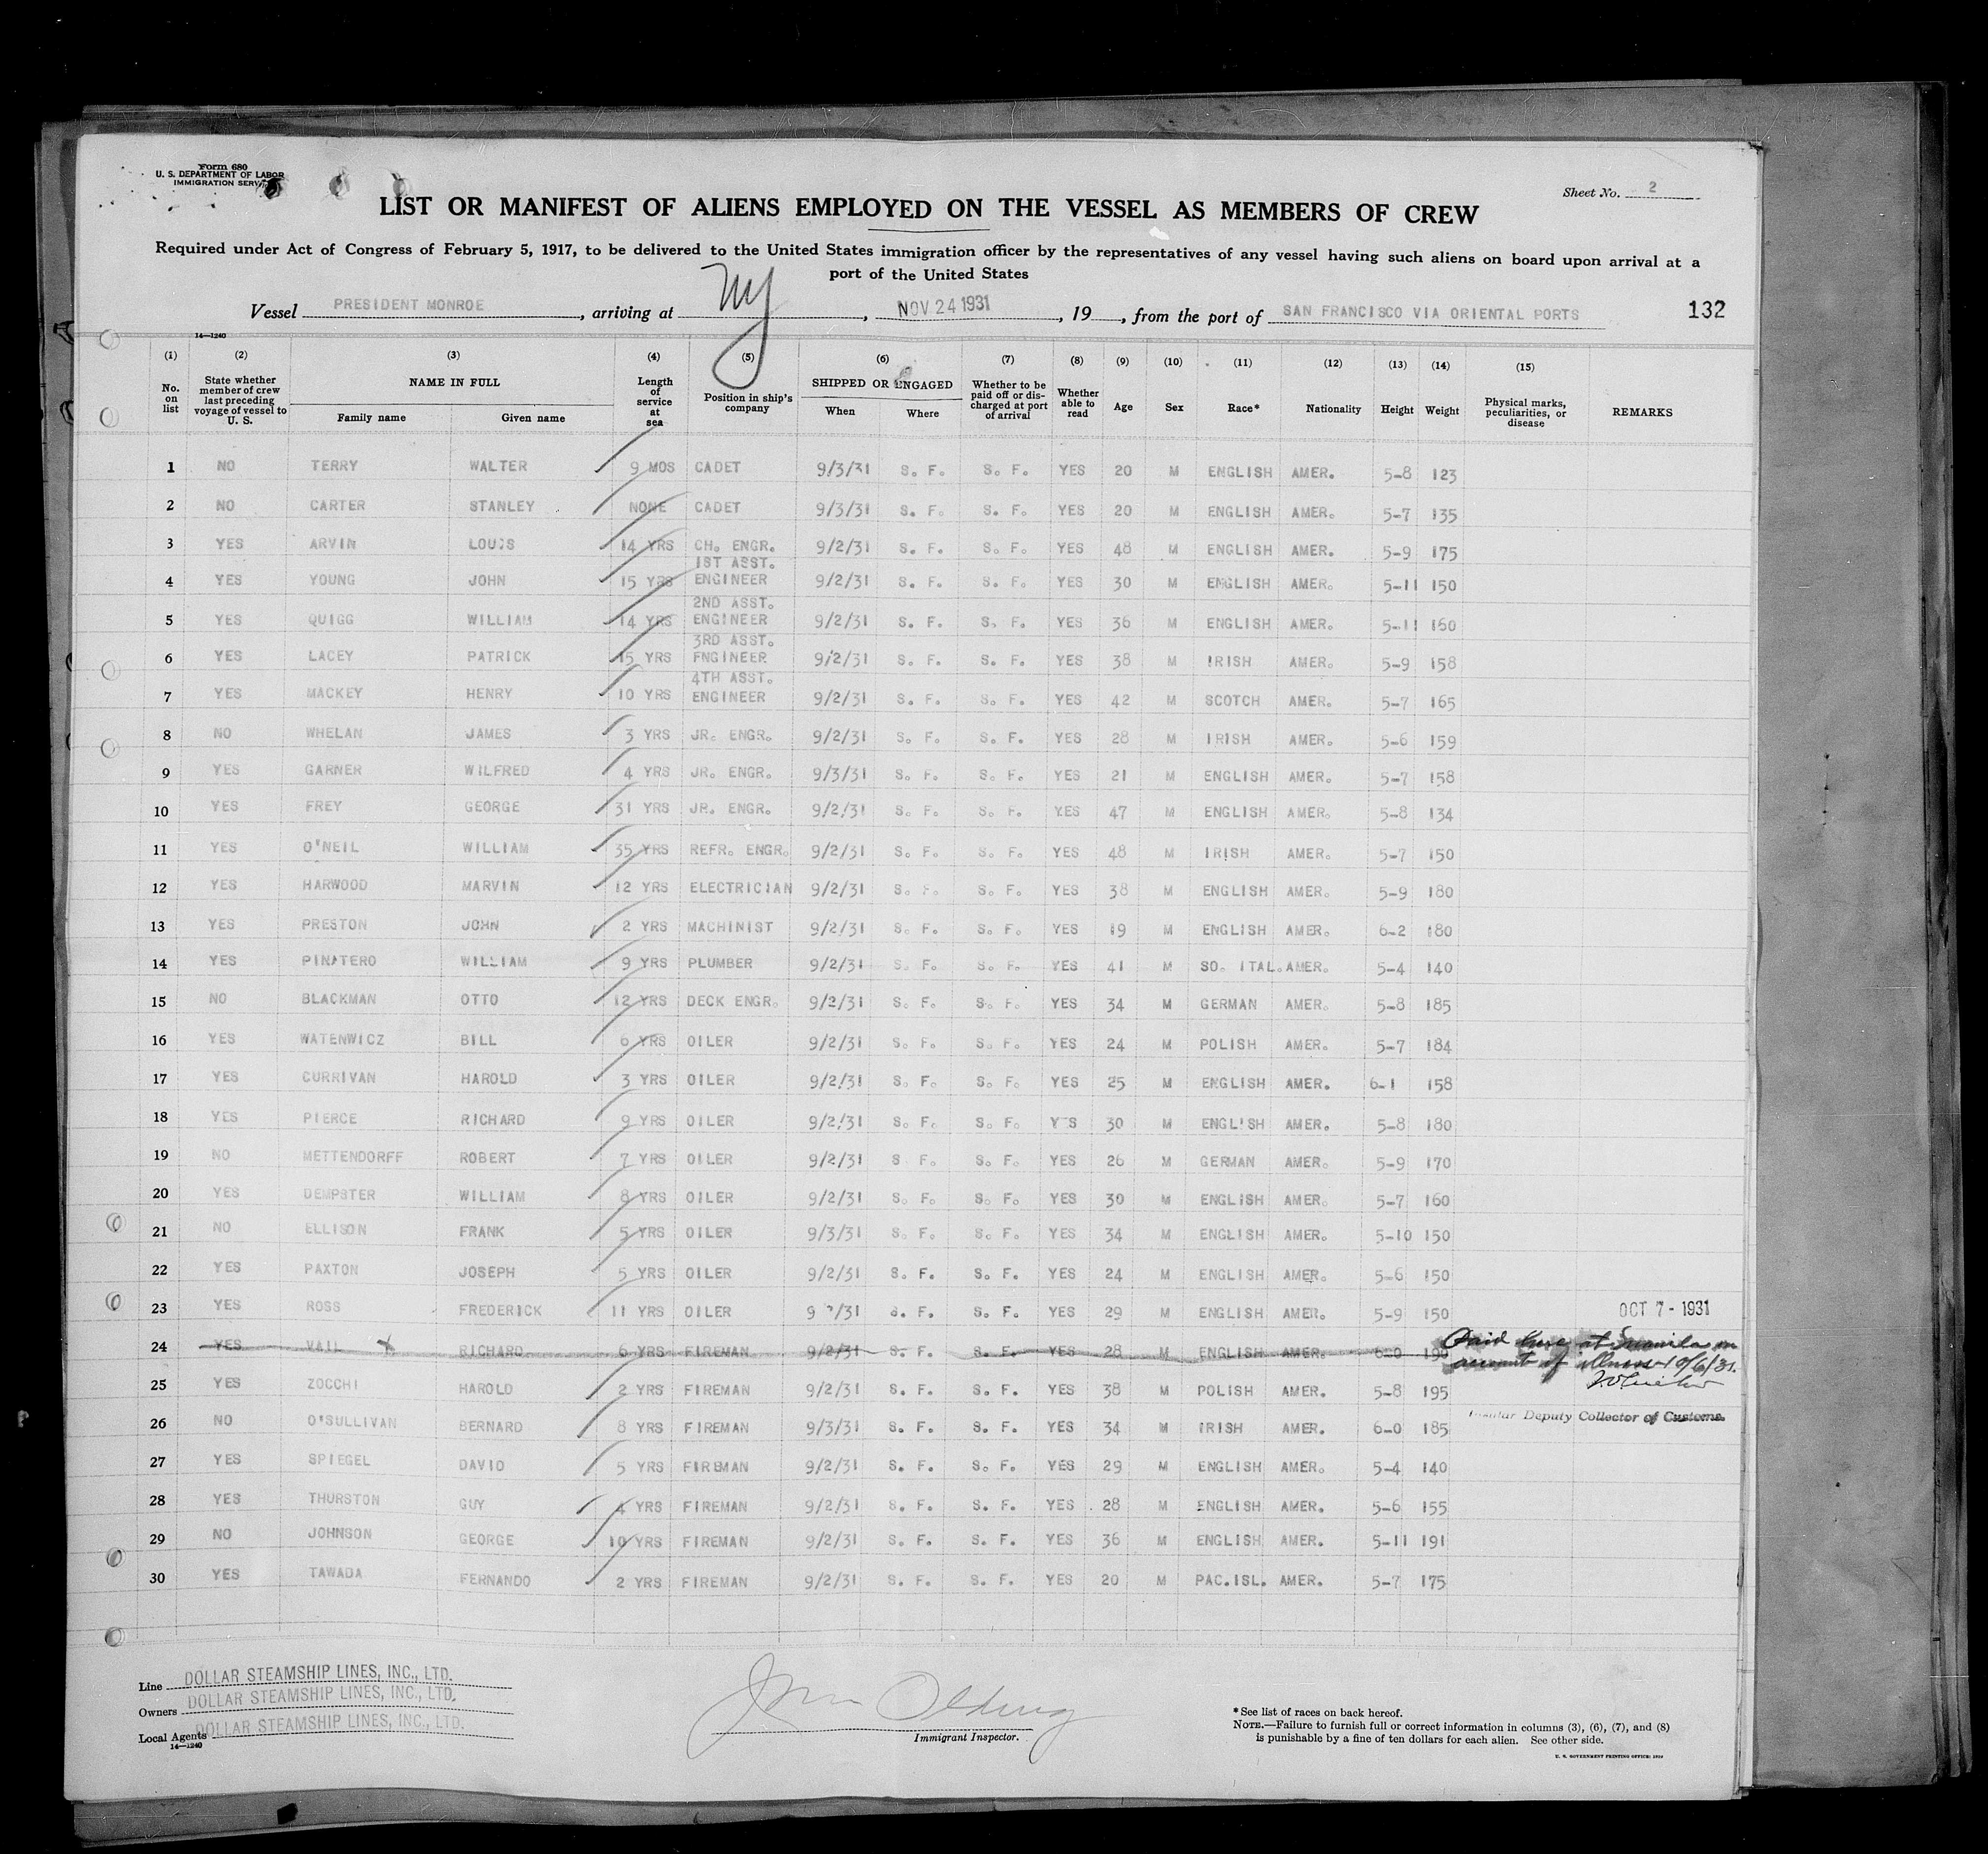 Form 680
U. S. DEPARTMENT OF LABOR
IMMIGRATION SERVICE
Sheet No. 2
LIST OR MANIFEST OF ALIENS EMPLOYED ON THE VESSEL AS MEMBERS OF CREW
Required under Act of Congress of February 5, 1917, to be delivered to the United States immigration officer by the representatives of any vessel having such aliens on board upon arrival at a
port of the United States
Vessel PRESIDENT MONROE, arriving at NY, NOV 24 1931, 19, from the port of SAN FRANCISCO VIA ORIENTAL PORTS 132
14—1240
(1) (2) (3) (4) (5) (6) (7) (8) (9) (10) (11) (12) (13) (14) (15)
No. on list | State whether member of crew last preceding voyage of vessel to U. S. | NAME IN FULL Family name Given name | Length of service at sea | Position in ship's company | SHIPPED OR ENGAGED When Where | Whether to be paid off or discharged at port of arrival | Whether able to read | Age | Sex | Race* | Nationality | Height | Weight | Physical marks, peculiarities, or disease | REMARKS
1 NO TERRY WALTER 9 MOS CADET 9/3/31 S. F. S. F. YES 20 M ENGLISH AMER. 5-8 123
2 NO CARTER STANLEY NONE CADET 9/3/31 S. F. S. F. YES 20 M ENGLISH AMER. 5-7 135
3 YES ARVIN LOUIS 14 YRS CH. ENGR. 9/2/31 S. F. S. F. YES 48 M ENGLISH AMER. 5-9 175
4 YES YOUNG JOHN 15 YRS 1ST ASST. ENGINEER 9/2/31 S. F. S. F. YES 30 M ENGLISH AMER. 5-11 150
5 YES QUIGG WILLIAM 14 YRS 2ND ASST. ENGINEER 9/2/31 S. F. S. F. YES 36 M ENGLISH AMER. 5-11 160
6 YES LACEY PATRICK 15 YRS 3RD ASST. FNGINEER 9/2/31 S. F. S. F. YES 38 M IRISH AMER. 5-9 158
7 YES MACKEY HENRY 10 YRS 4TH ASST. ENGINEER 9/2/31 S. F. S. F. YES 42 M SCOTCH AMER. 5-7 165
8 NO WHELAN JAMES 3 YRS JR. ENGR. 9/2/31 S. F. S. F. YES 28 M IRISH AMER. 5-6 159
9 YES GARNER WILFRED 4 YRS JR. ENGR. 9/3/31 S. F. S. F. YES 21 M ENGLISH AMER. 5-7 158
10 YES FREY GEORGE 31 YRS JR. ENGR. 9/2/31 S. F. S. F. YES 47 M ENGLISH AMER. 5-8 134
11 YES O'NEIL WILLIAM 35 YRS REFR. ENGR. 9/2/31 S. F. S. F. YES 48 M IRISH AMER. 5-7 150
12 YES HARWOOD MARVIN 12 YRS ELECTRICIAN 9/2/31 S. F. S. F. YES 38 M ENGLISH AMER. 5-9 180
13 YES PRESTON JOHN 2 YRS MACHINIST 9/2/31 S. F. S. F. YES 19 M ENGLISH AMER. 6-2 180
14 YES PINATERO WILLIAM 9 YRS PLUMBER 9/2/31 S. F. S. F. YES 41 M SO. ITAL. AMER. 5-4 140
15 NO BLACKMAN OTTO 12 YRS DECK ENGR. 9/2/31 S. F. S. F. YES 34 M GERMAN AMER. 5-8 185
16 YES WATENWICZ BILL 6 YRS OILER 9/2/31 S. F. S. F. YES 24 M POLISH AMER. 5-7 184
17 YES CURRIVAN HAROLD 3 YRS OILER 9/2/31 S. F. S. F. YES 25 M ENGLISH AMER. 6-1 158
18 YES PIERCE RICHARD 9 YRS OILER 9/2/31 S. F. S. F. YES 30 M ENGLISH AMER. 5-8 180
19 NO METTENDORFF ROBERT 7 YRS OILER 9/2/31 S. F. S. F. YES 26 M GERMAN AMER. 5-9 170
20 YES DEMPSTER WILLIAM 8 YRS OILER 9/2/31 S. F. S. F. YES 30 M ENGLISH AMER. 5-7 160
21 NO ELLISON FRANK 5 YRS OILER 9/3/31 S. F. S. F. YES 34 M ENGLISH AMER. 5-10 150
22 YES PAXTON JOSEPH 5 YRS OILER 9/2/31 S. F. S. F. YES 24 M ENGLISH AMER. 5-6 150
23 YES ROSS FREDERICK 11 YRS OILER 9/2/31 S. F. S. F. YES 29 M ENGLISH AMER. 5-9 150 OCT 7 - 1931
24 YES VAIL RICHARD 6 YRS FIREMAN 9/2/31 S. F. S. F. YES 28 M ENGLISH AMER. 6-0 190 Paid here at Manila on
account of illness 10/6/31.
25 YES ZOCCHI HAROLD 2 YRS FIREMAN 9/2/31 S. F. S. F. YES 38 M POLISH AMER. 5-8 195
Deputy Collector of Customs.
26 NO O'SULLIVAN BERNARD 8 YRS FIREMAN 9/3/31 S. F. S. F. YES 34 M IRISH AMER. 6-0 185
27 YES SPIEGEL DAVID 5 YRS FIREMAN 9/2/31 S. F. S. F. YES 29 M ENGLISH AMER. 5-4 140
28 YES THURSTON GUY 4 YRS FIREMAN 9/2/31 S. F. S. F. YES 28 M ENGLISH AMER. 5-6 155
29 NO JOHNSON GEORGE 10 YRS FIREMAN 9/2/31 S. F. S. F. YES 36 M ENGLISH AMER. 5-11 191
30 YES TAWADA FERNANDO 2 YRS FIREMAN 9/2/31 S. F. S. F. YES 20 M PAC. ISL. AMER. 5-7 175
Line DOLLAR STEAMSHIP LINES, INC., LTD.
Owners DOLLAR STEAMSHIP LINES, INC., LTD.
Local Agents DOLLAR STEAMSHIP LINES, INC., LTD.
14—1240
Immigrant Inspector.
*See list of races on back hereof.
NOTE.—Failure to furnish full or correct information in columns (3), (6), (7), and (8)
is punishable by a fine of ten dollars for each alien. See other side.
U. S. GOVERNMENT PRINTING OFFICE: